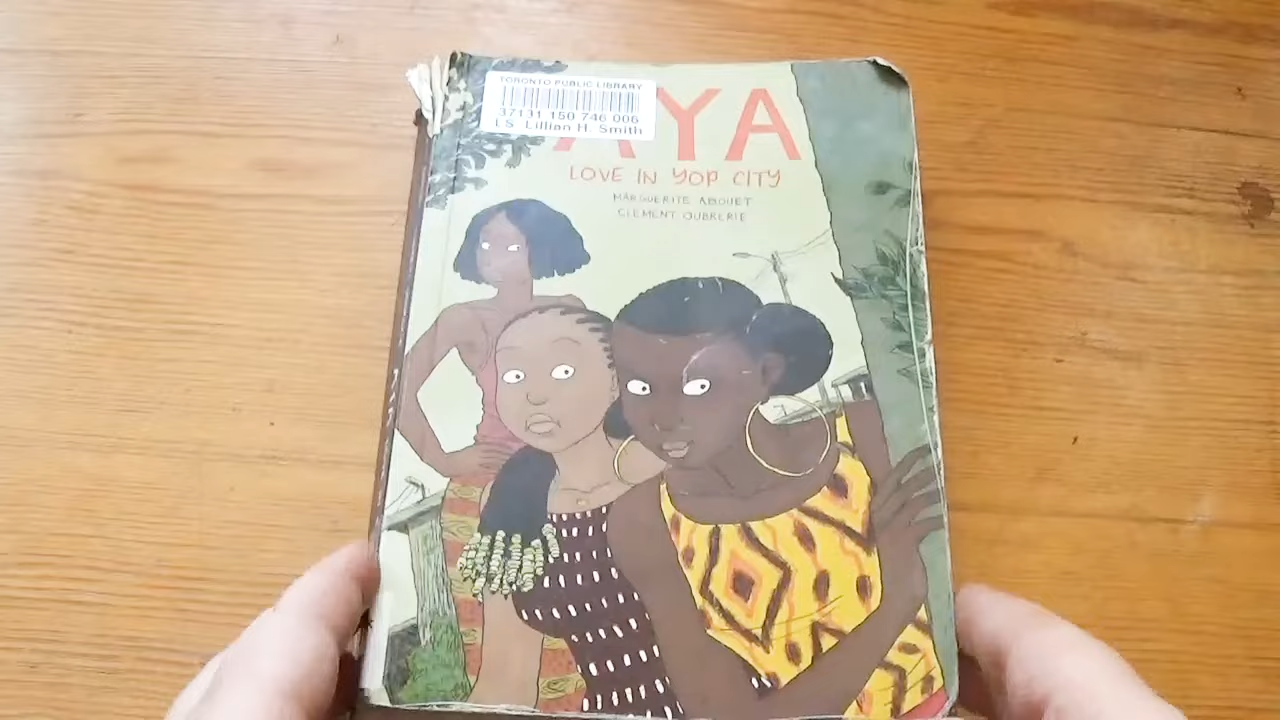 TORONTO PUBLIC LIBRARY
37131 150 746 006
LS Lillian H. Smith
AYA
LOVE IN YOP CITY
MARGUERITE ABOUET
CLEMENT OUBRERIE